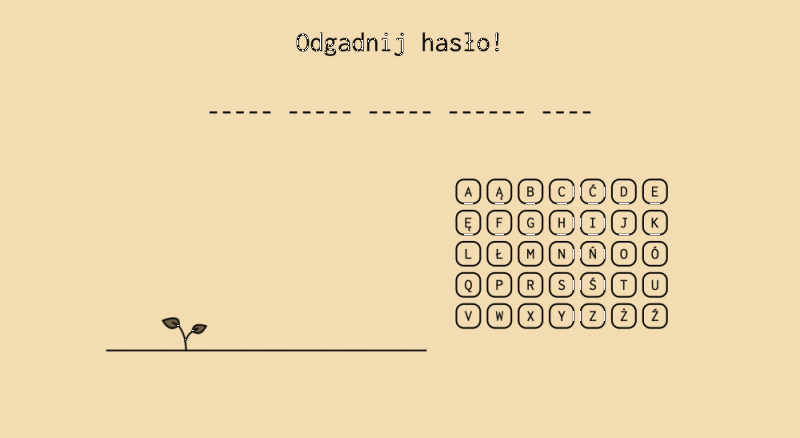 Odgadnij hasło!
----- ----- ----- ------ ----
A Ą B C Ć D E
Ę F G H I J K
L Ł M N Ń O Ó
Q P R S Ś T U
V W X Y Z Ż Ź